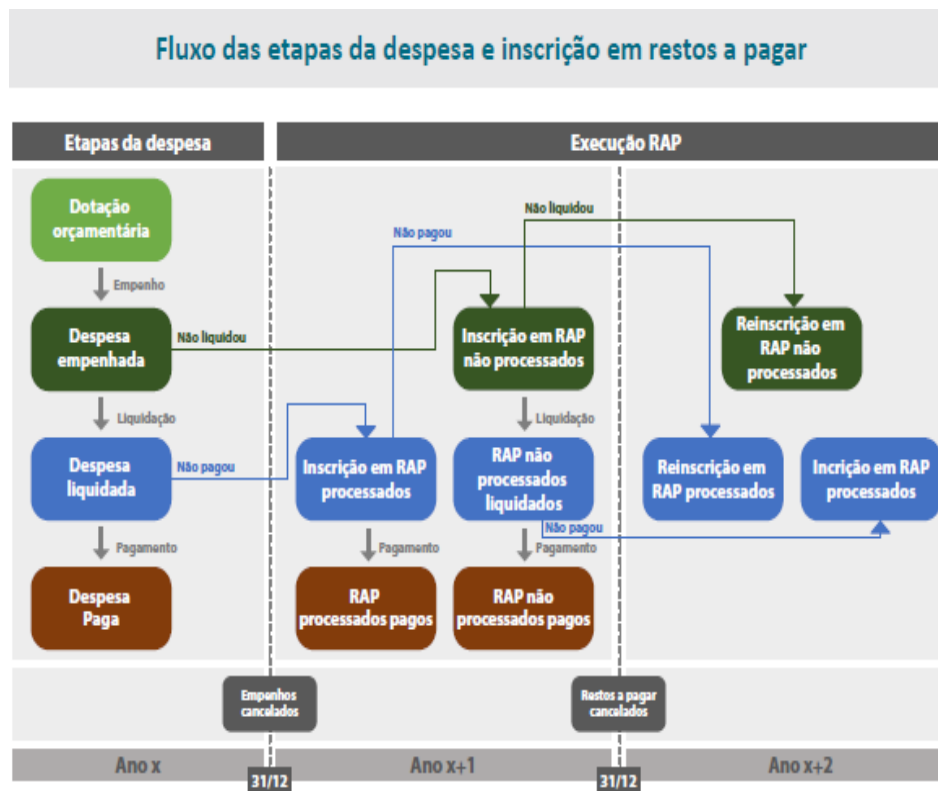 Fluxo das etapas da despesa e inscrição em restos a pagar
Etapas da despesa
Execução RAP
Dotação
orçamentária
Empenho
Despesa
empenhada
Não liquidou
Liquidação
Despesa
liquidada
Não pagou
Pagamento
Despesa
Paga
Não liquidou
Não pagou
Inscrição em RAP
não processados
Liquidação
Inscrição em RAP
processados
RAP não
processados
liquidados
Não pagou
Pagamento
Pagamento
RAP
processados pagos
RAP não
processados pagos
Reinscrição em
RAP não
processados
Reinscrição em
RAP processados
Incrição em RAP
processados
Empenhos
cancelados
Restos a pagar
cancelados
Ano x
31/12
Ano x+1
31/12
Ano x+2